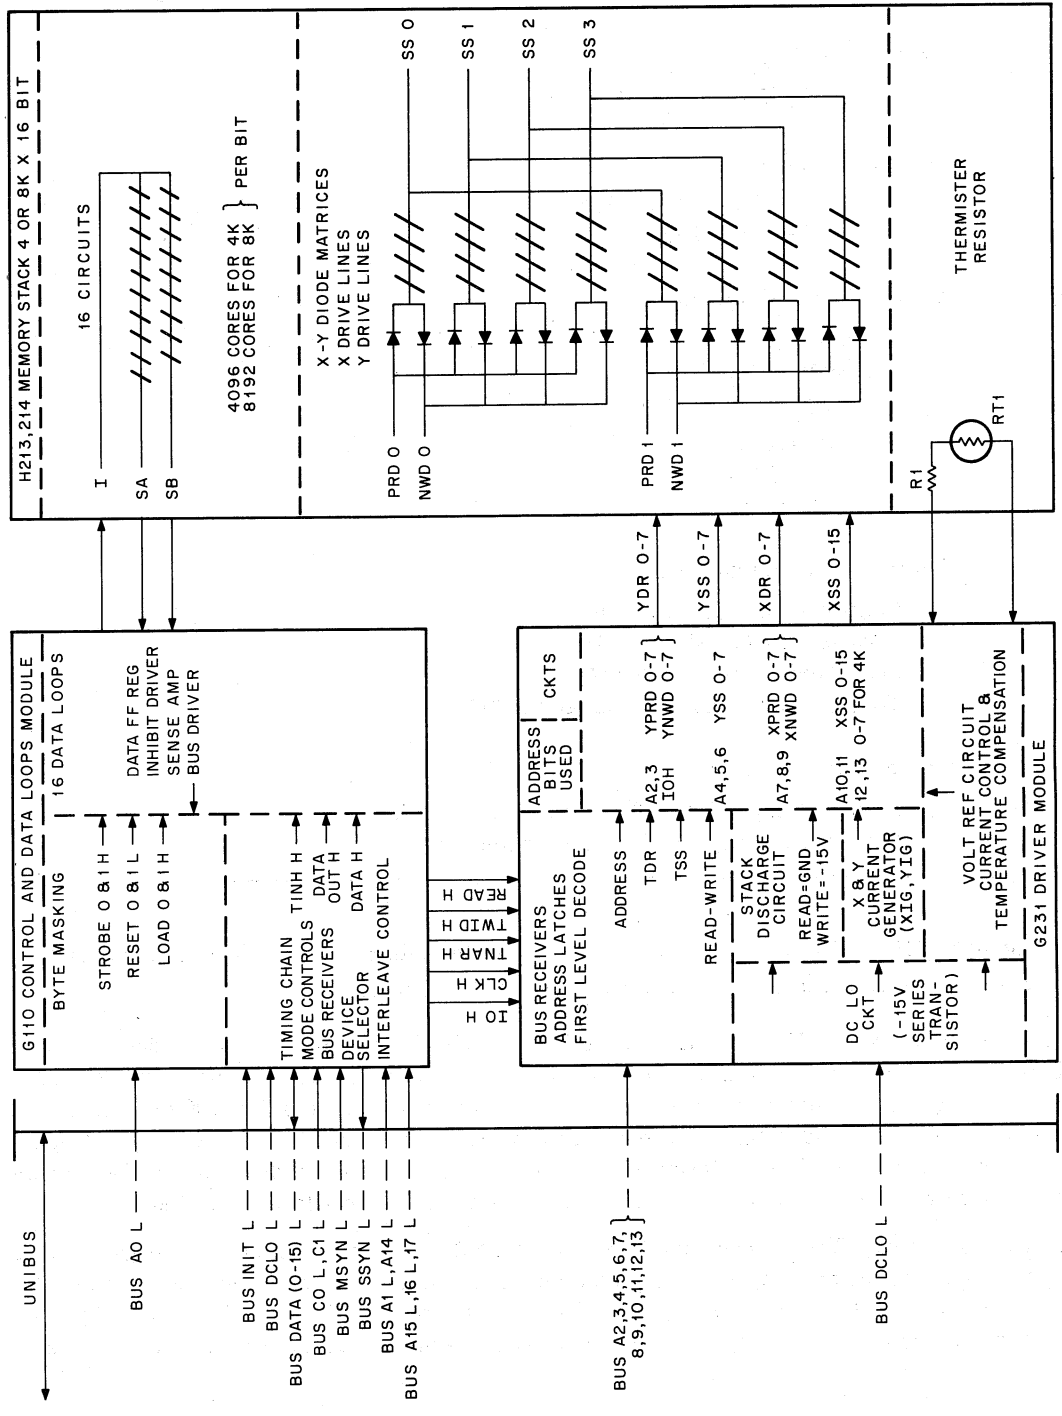 UNIBUS
BUS A0 L
BUS INIT L
BUS DCLO L
BUS DATA (0-15) L
BUS C0 L, C1 L
BUS MSYN L
BUS SSYN L
BUS A1 L, A14 L
BUS A15 L, 16 L, 17 L
BUS A2,3,4,5,6,7,
8,9,10,11,12,13
BUS DCLO L
G110 CONTROL AND DATA LOOPS MODULE
BYTE MASKING
16 DATA LOOPS
STROBE 0 & 1 H
RESET 0 & 1 L
LOAD 0 & 1 H
DATA FF REG
INHIBIT DRIVER
SENSE AMP
BUS DRIVER
TIMING CHAIN
TINH H
MODE CONTROLS
BUS RECEIVERS
DATA
OUT H
DEVICE
SELECTOR
DATA H
INTERLEAVE CONTROL
IO H
CLK H
TNAR H
TWID H
READ H
BUS RECEIVERS
ADDRESS LATCHES
FIRST LEVEL DECODE
ADDRESS
BITS
USED
CKTS
ADDRESS
TDR
TSS
READ-WRITE
A2,3
IOH
YPRD 0-7
YNWD 0-7
A4,5,6
YSS 0-7
A7,8,9
XPRD 0-7
XNWD 0-7
A10,11
12,13
XSS 0-15
0-7 FOR 4K
STACK
DISCHARGE
CIRCUIT
READ=GND
WRITE=-15V
DC LO
CKT
X & Y
CURRENT
GENERATOR
(XIG,YIG)
(-15V
SERIES
TRAN-
SISTOR)
VOLT REF CIRCUIT
CURRENT CONTROL &
TEMPERATURE COMPENSATION
G231 DRIVER MODULE
YDR 0-7
YSS 0-7
XDR 0-7
XSS 0-15
H213,214 MEMORY STACK 4 OR 8K X 16 BIT
16 CIRCUITS
I
SA
SB
4096 CORES FOR 4K
8192 CORES FOR 8K
PER BIT
X-Y DIODE MATRICES
X DRIVE LINES
Y DRIVE LINES
PRD 0
NWD 0
PRD 1
NWD 1
SS 0
SS 1
SS 2
SS 3
THERMISTER
RESISTOR
R1
RT1